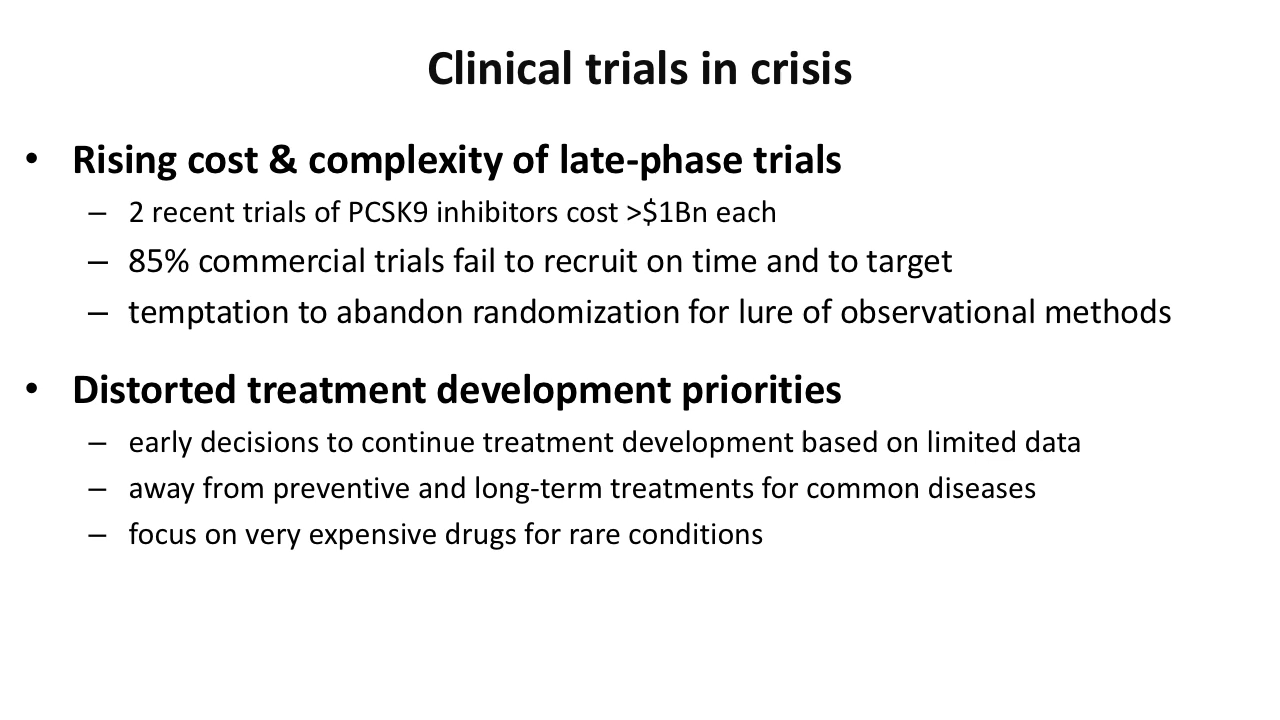 Clinical trials in crisis
• Rising cost & complexity of late-phase trials
– 2 recent trials of PCSK9 inhibitors cost >$1Bn each
– 85% commercial trials fail to recruit on time and to target
– temptation to abandon randomization for lure of observational methods
• Distorted treatment development priorities
– early decisions to continue treatment development based on limited data
– away from preventive and long-term treatments for common diseases
– focus on very expensive drugs for rare conditions